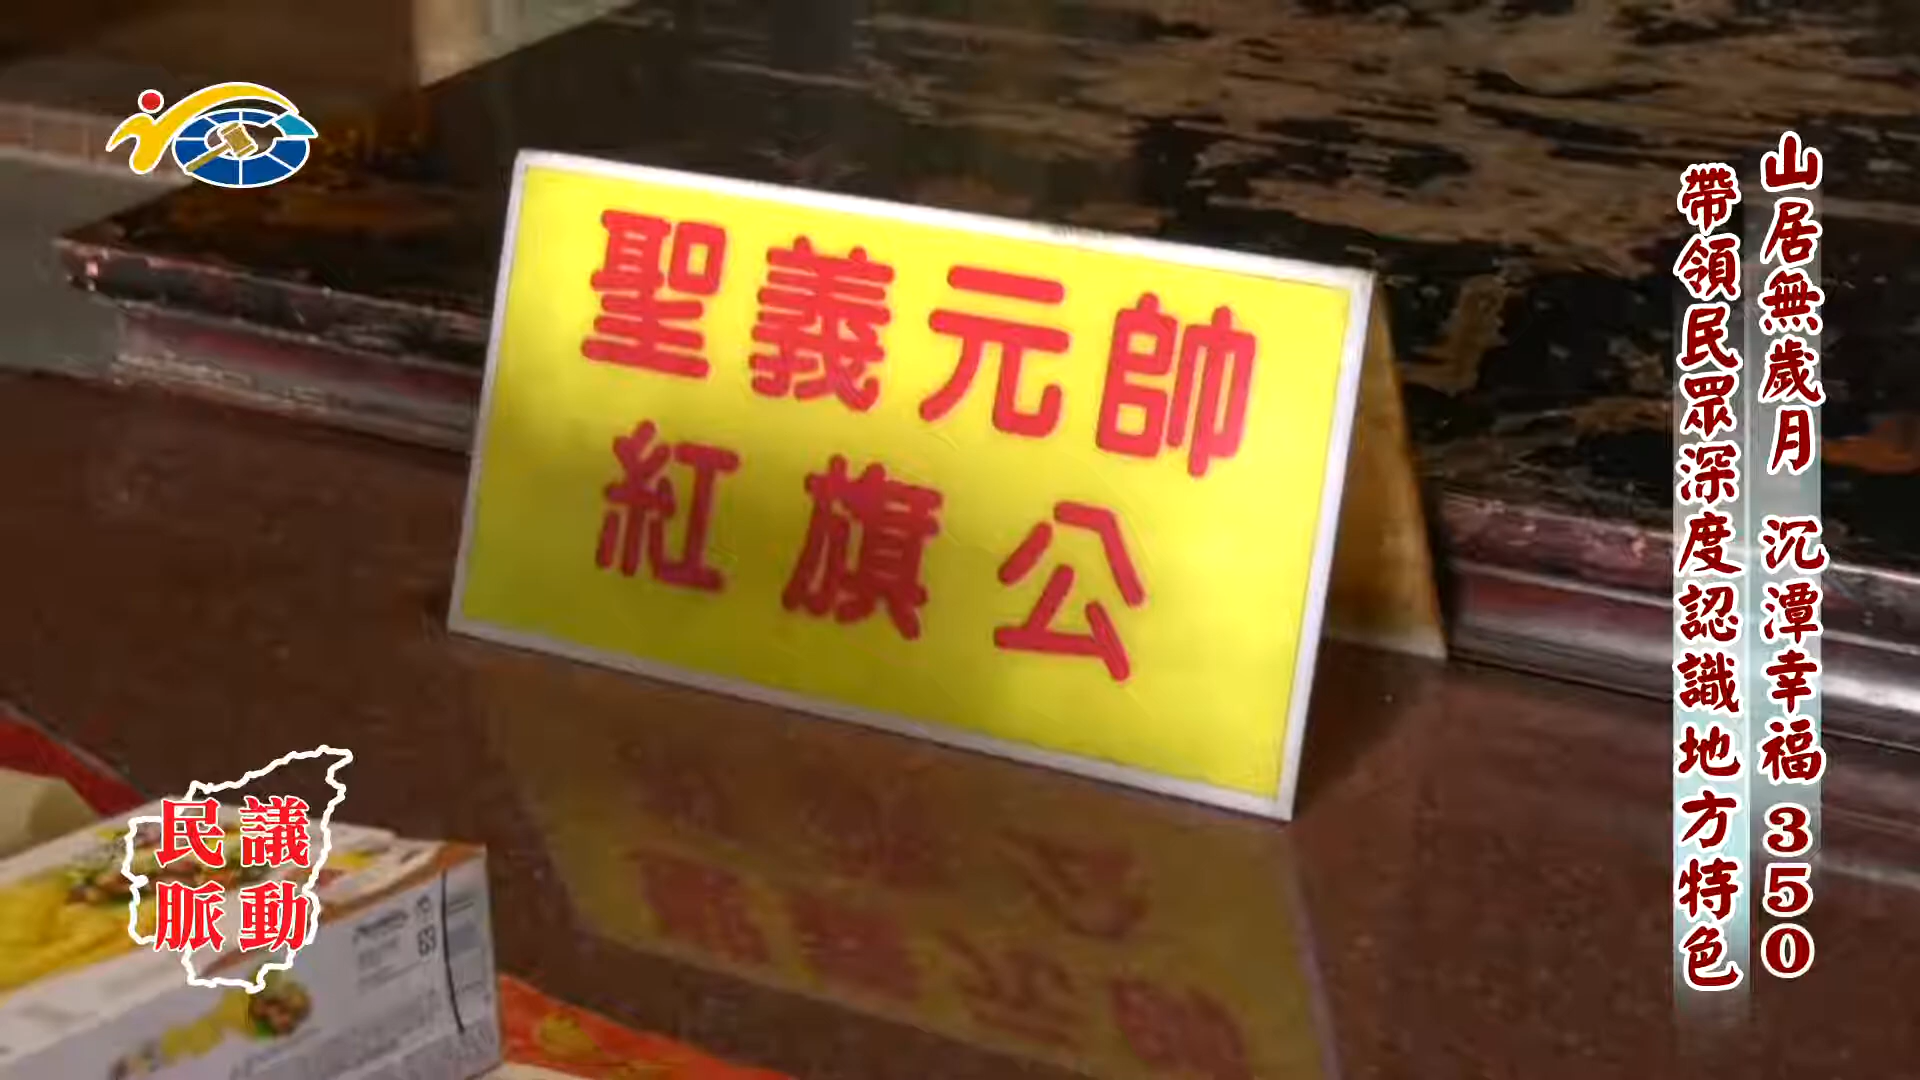 聖義元帥
紅旗公
山居無歲月 沉潭幸福350
帶領民眾深度認識地方特色
民議
脈動